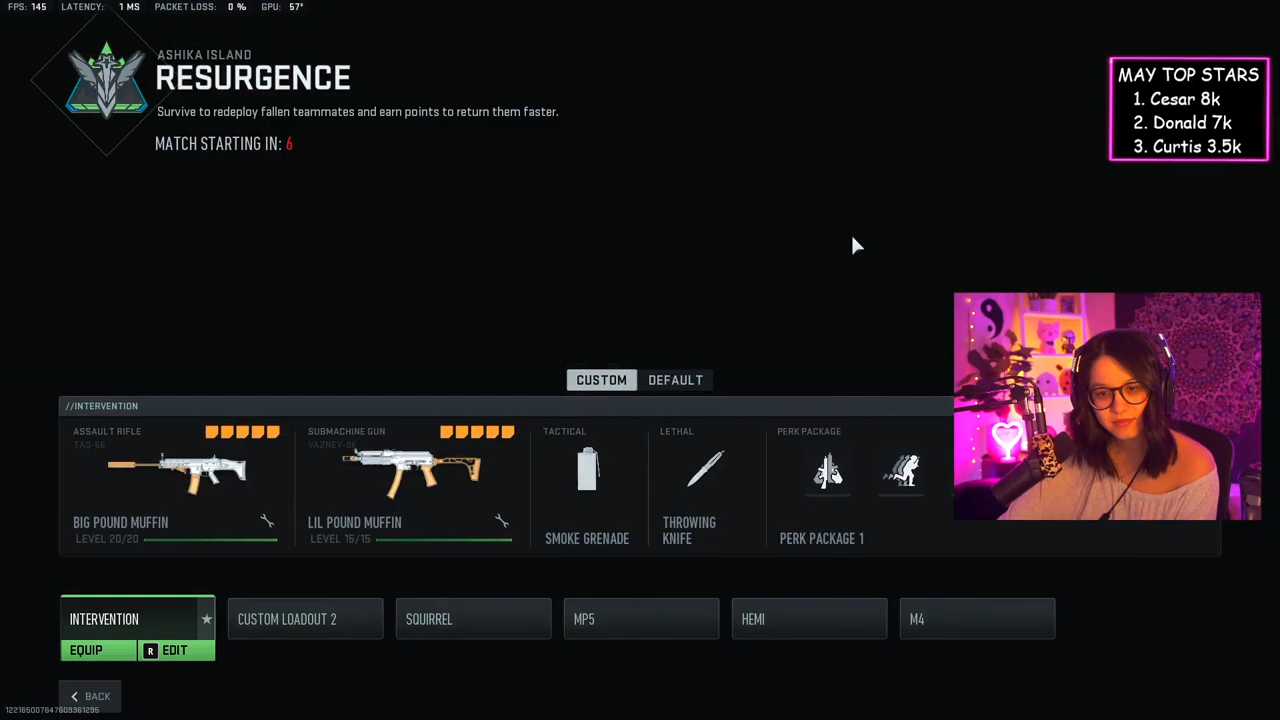 FPS: 145 LATENCY: 1 MS PACKET LOSS: 0 % GPU: 57°
ASHIKA ISLAND
RESURGENCE
Survive to redeploy fallen teammates and earn points to return them faster.
MATCH STARTING IN: 6
MAY TOP STARS
1. Cesar 8k
2. Donald 7k
3. Curtis 3.5k
CUSTOM DEFAULT
//INTERVENTION
ASSAULT RIFLE SUBMACHINE GUN TACTICAL LETHAL PERK PACKAGE
TAQ-56 VAZNEV-9K
BIG POUND MUFFIN LIL POUND MUFFIN SMOKE GRENADE THROWING KNIFE PERK PACKAGE 1
LEVEL 20/20 LEVEL 15/15
INTERVENTION CUSTOM LOADOUT 2 SQUIRREL MP5 HEMI M4
EQUIP R EDIT
BACK